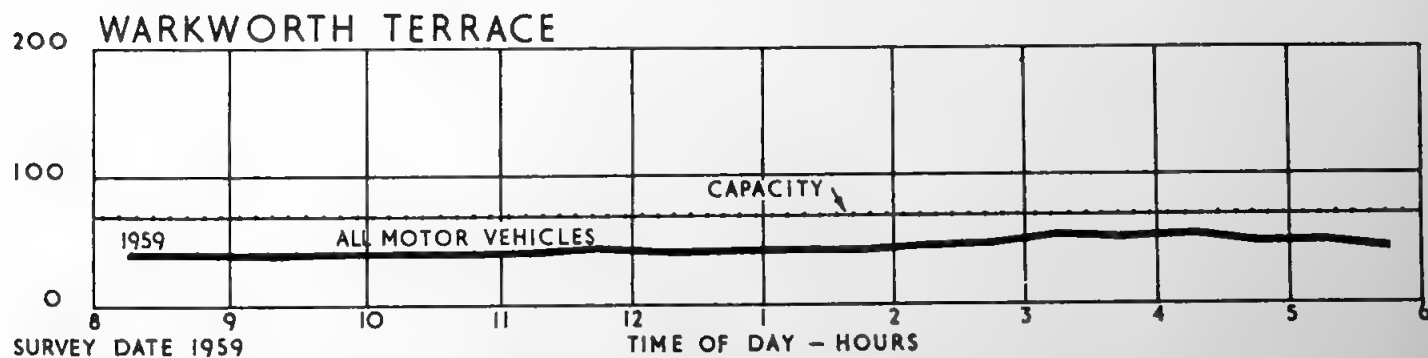 WARKWORTH TERRACE
200
100
CAPACITY
1959 ALL MOTOR VEHICLES
0
8 9 10 11 12 1 2 3 4 5 6
SURVEY DATE 1959 TIME OF DAY – HOURS